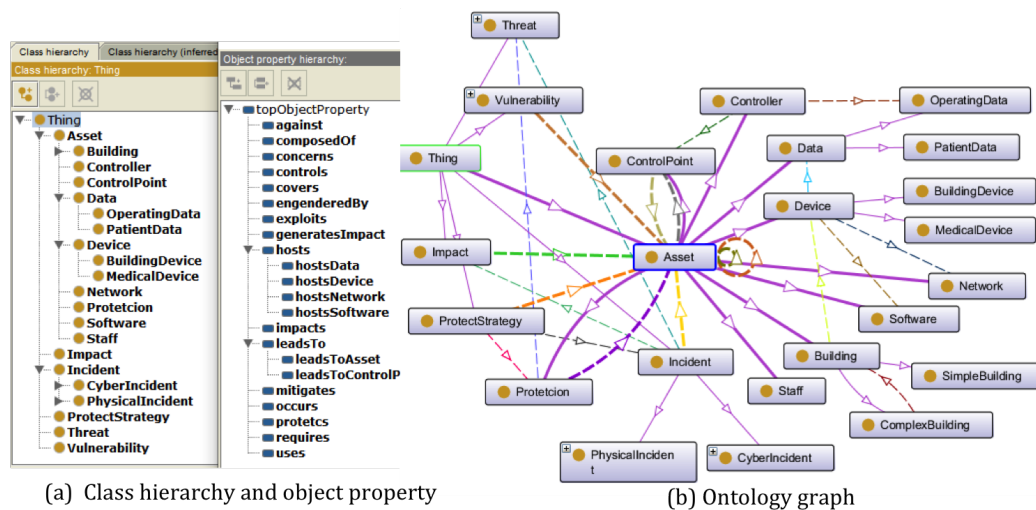 Class hierarchy
Class hierarchy (inferred
Class hierarchy: Thing
Thing
Asset
Building
Controller
ControlPoint
Data
OperatingData
PatientData
Device
BuildingDevice
MedicalDevice
Network
Protetcion
Software
Staff
Impact
Incident
CyberIncident
PhysicalIncident
ProtectStrategy
Threat
Vulnerability
Object property hierarchy:
topObjectProperty
against
composedOf
concerns
controls
covers
engenderedBy
exploits
generatesImpact
hosts
hostsData
hostsDevice
hostsNetwork
hostsSoftware
impacts
leadsTo
leadsToAsset
leadsToControlP
mitigates
occurs
protetcs
requires
uses
(a) Class hierarchy and object property
Threat
Vulnerability
Controller
OperatingData
Thing
ControlPoint
Data
PatientData
Device
BuildingDevice
MedicalDevice
Impact
Asset
Network
ProtectStrategy
Software
Incident
Building
SimpleBuilding
Protetcion
Staff
ComplexBuilding
PhysicalInciden
t
CyberIncident
(b) Ontology graph